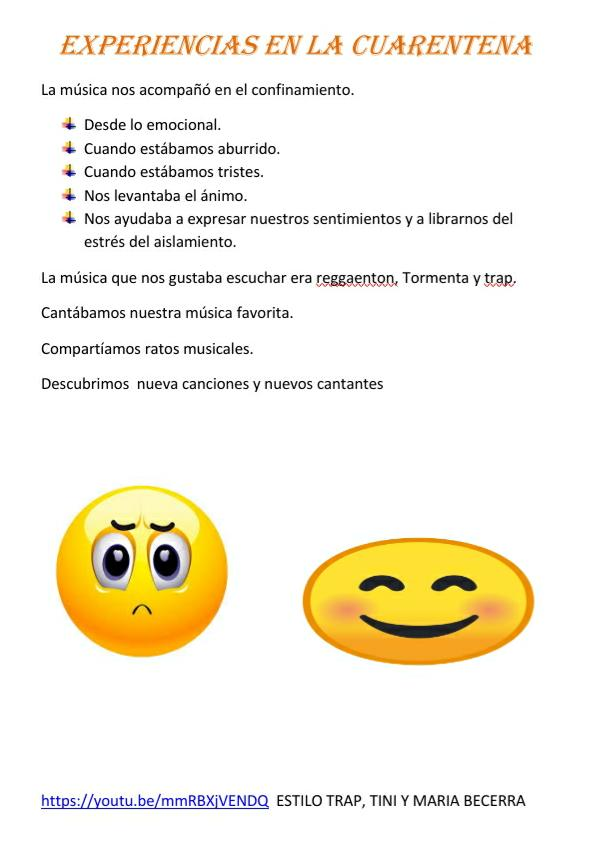 EXPERIENCIAS EN LA CUARENTENA
La música nos acompañó en el confinamiento.
Desde lo emocional.
Cuando estábamos aburrido.
Cuando estábamos tristes.
Nos levantaba el ánimo.
Nos ayudaba a expresar nuestros sentimientos y a librarnos del
estrés del aislamiento.
La música que nos gustaba escuchar era reggaenton, Tormenta y trap.
Cantábamos nuestra música favorita.
Compartíamos ratos musicales.
Descubrimos  nueva canciones y nuevos cantantes
https://youtu.be/mmRBXjVENDQ  ESTILO TRAP, TINI Y MARIA BECERRA